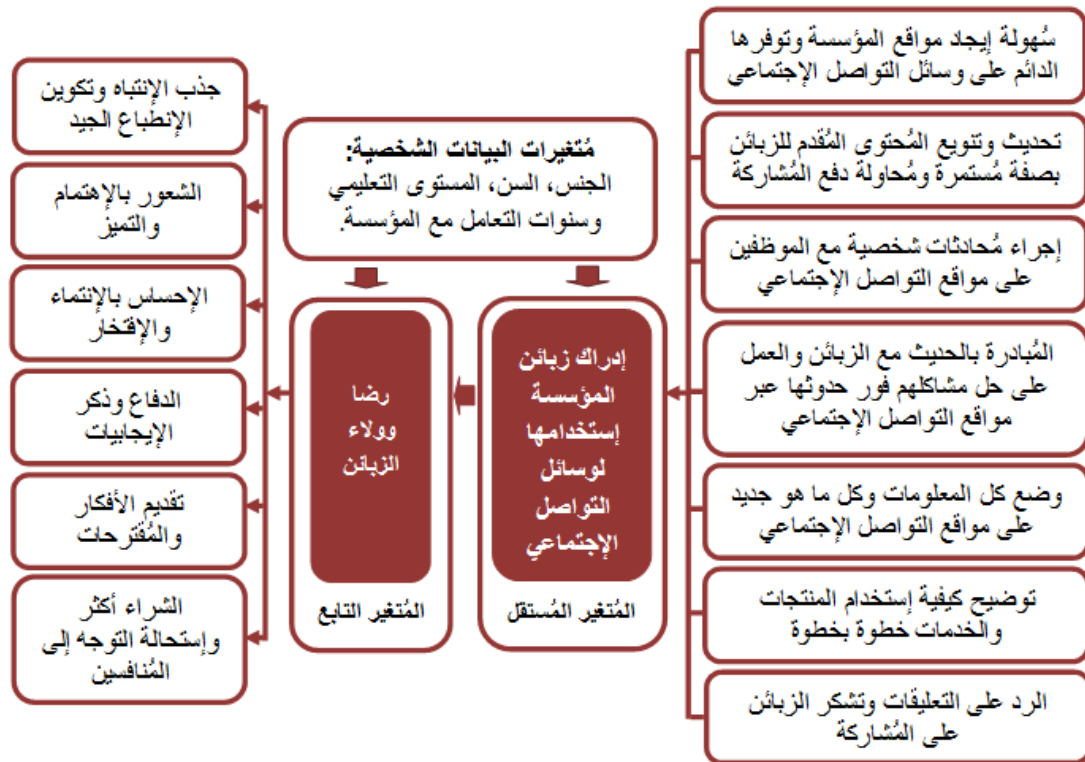 سُهولة إيجاد مواقع المؤسسة وتوفرها
الدائم على وسائل التواصل الإجتماعي
تحديث وتنويع المُحتوى المُقدم للزبائن
بصفة مُستمرة ومُحاولة دفع المُشاركة
إجراء مُحادثات شخصية مع الموظفين
على مواقع التواصل الإجتماعي
المُبادرة بالحديث مع الزبائن والعمل
على حل مشاكلهم فور حدوثها عبر
مواقع التواصل الإجتماعي
وضع كل المعلومات وكل ما هو جديد
على مواقع التواصل الإجتماعي
توضيح كيفية إستخدام المنتجات
والخدمات خطوة بخطوة
الرد على التعليقات وتشكر الزبائن
على المُشاركة
مُتغيرات البيانات الشخصية:
الجنس، السن، المستوى التعليمي
وسنوات التعامل مع المؤسسة.
إدراك زبائن
المؤسسة
إستخدامها
لوسائل
التواصل
الإجتماعي
المُتغير المُستقل
رضا
وولاء
الزبائن
المُتغير التابع
جذب الإنتباه وتكوين
الإنطباع الجيد
الشعور بالإهتمام
والتميز
الإحساس بالإنتماء
والإفتخار
الدفاع وذكر
الإيجابيات
تقديم الأفكار
والمُقترحات
الشراء أكثر
وإستحالة التوجه إلى
المُنافسين